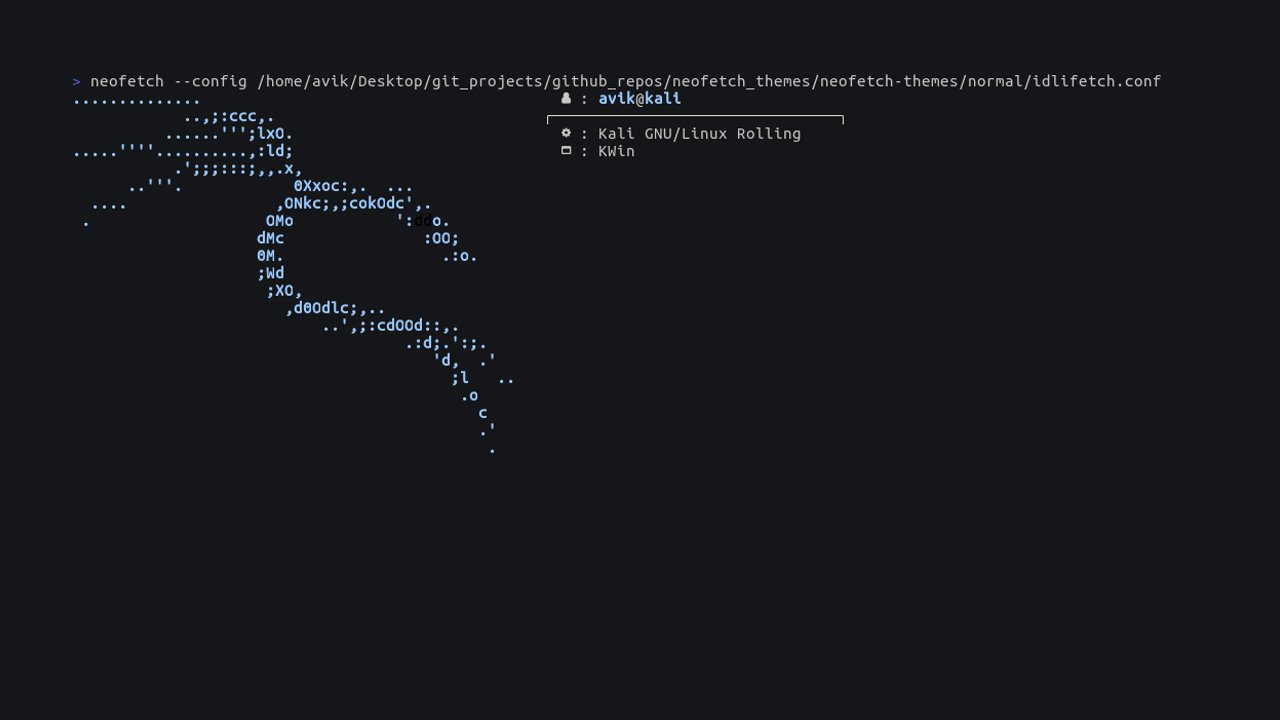 > neofetch --config /home/avik/Desktop/git_projects/github_repos/neofetch_themes/neofetch-themes/normal/idlifetch.conf
..............                                       : avik@kali
            ..,;:ccc,.
          ......''';lxO.                             : Kali GNU/Linux Rolling
.....''''..........,:ld;                             : KWin
           .';;;:::;,,.x,
      ..'''.            0Xxoc:,.  ...
  ....                ,ONkc;,;cokOdc',.
 .                   OMo           ':ddo.
                    dMc               :OO;
                    0M.                 .:o.
                    ;Wd
                     ;XO,
                       ,d0Odlc;,..
                           ..',;:cdOOd::,.
                                    .:d;.':;.
                                       'd,  .'
                                         ;l   ..
                                          .o
                                            c
                                            .'
                                             .